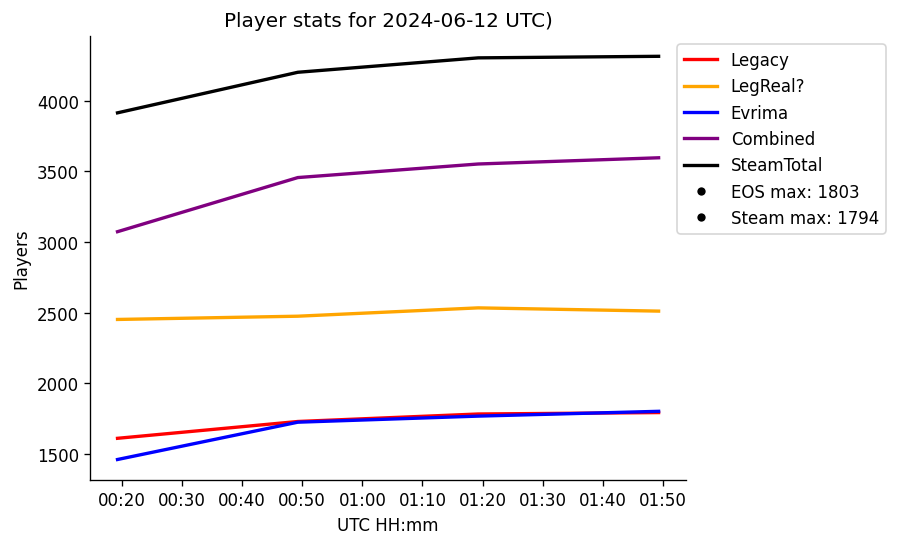 Player stats for 2024-06-12 UTC)
Legacy
LegReal?
Evrima
Combined
SteamTotal
EOS max: 1803
Steam max: 1794
Players
4000
3500
3000
2500
2000
1500
00:20 00:30 00:40 00:50 01:00 01:10 01:20 01:30 01:40 01:50
UTC HH:mm